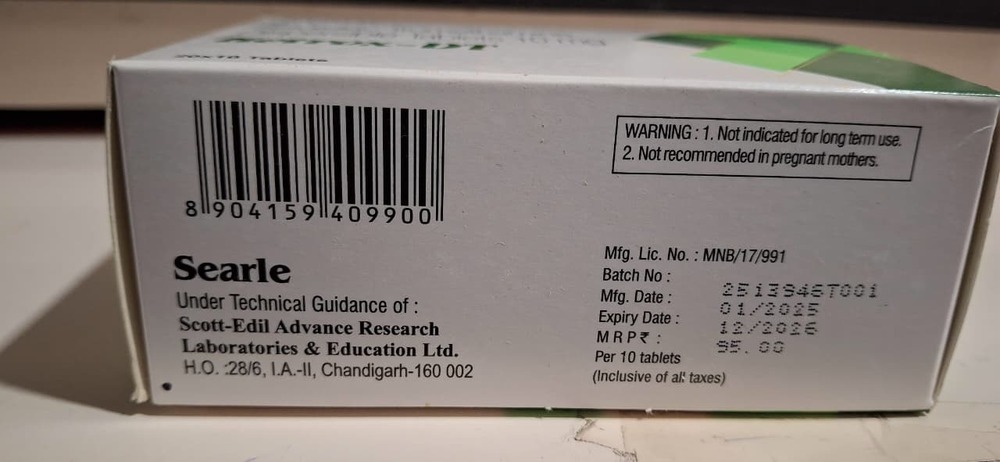 20x10 Tablets
8 904159 409900
WARNING : 1. Not indicated for long term use.
2. Not recommended in pregnant mothers.
Searle
Under Technical Guidance of :
Scott-Edil Advance Research
Laboratories & Education Ltd.
H.O. :28/6, I.A.-II, Chandigarh-160 002
Mfg. Lic. No. : MNB/17/991
Batch No : 2513946T001
Mfg. Date : 01/2025
Expiry Date : 12/2026
M R P ₹ : 95.00
Per 10 tablets
(Inclusive of all taxes)